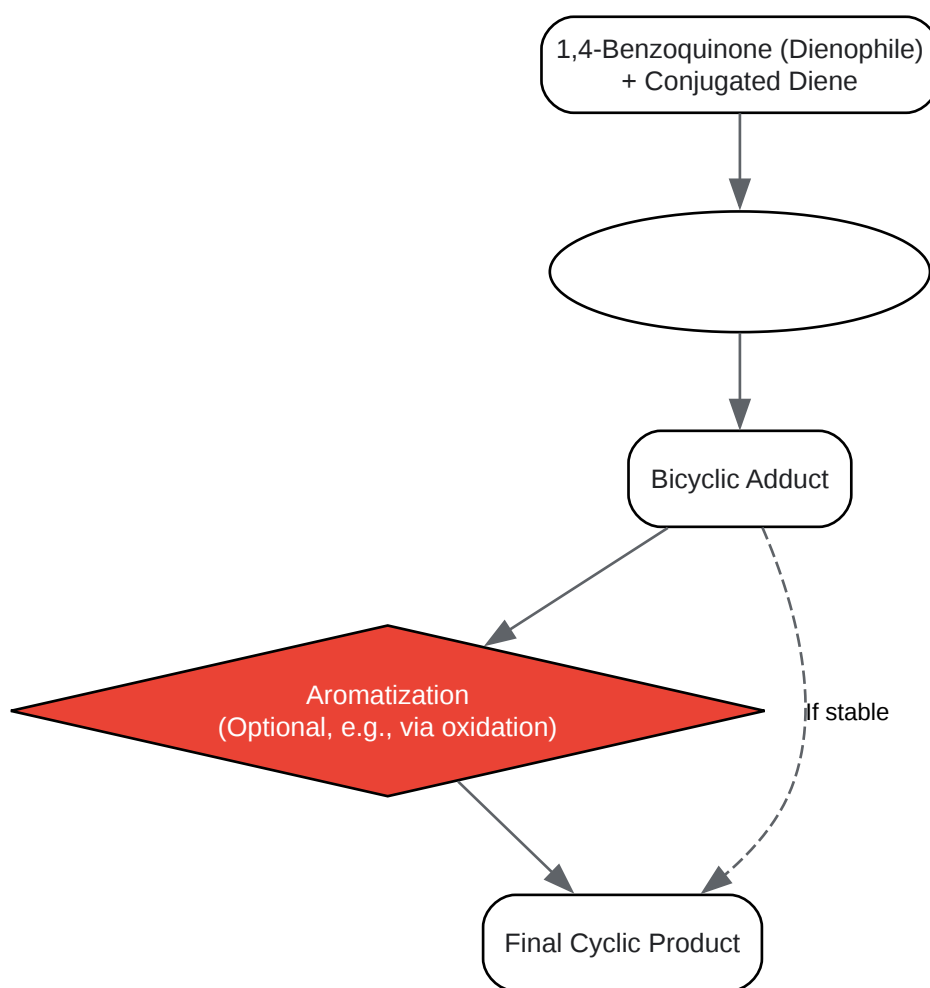 1,4-Benzoquinone (Dienophile)
+ Conjugated Diene
Bicyclic Adduct
Aromatization
(Optional, e.g., via oxidation)
If stable
Final Cyclic Product